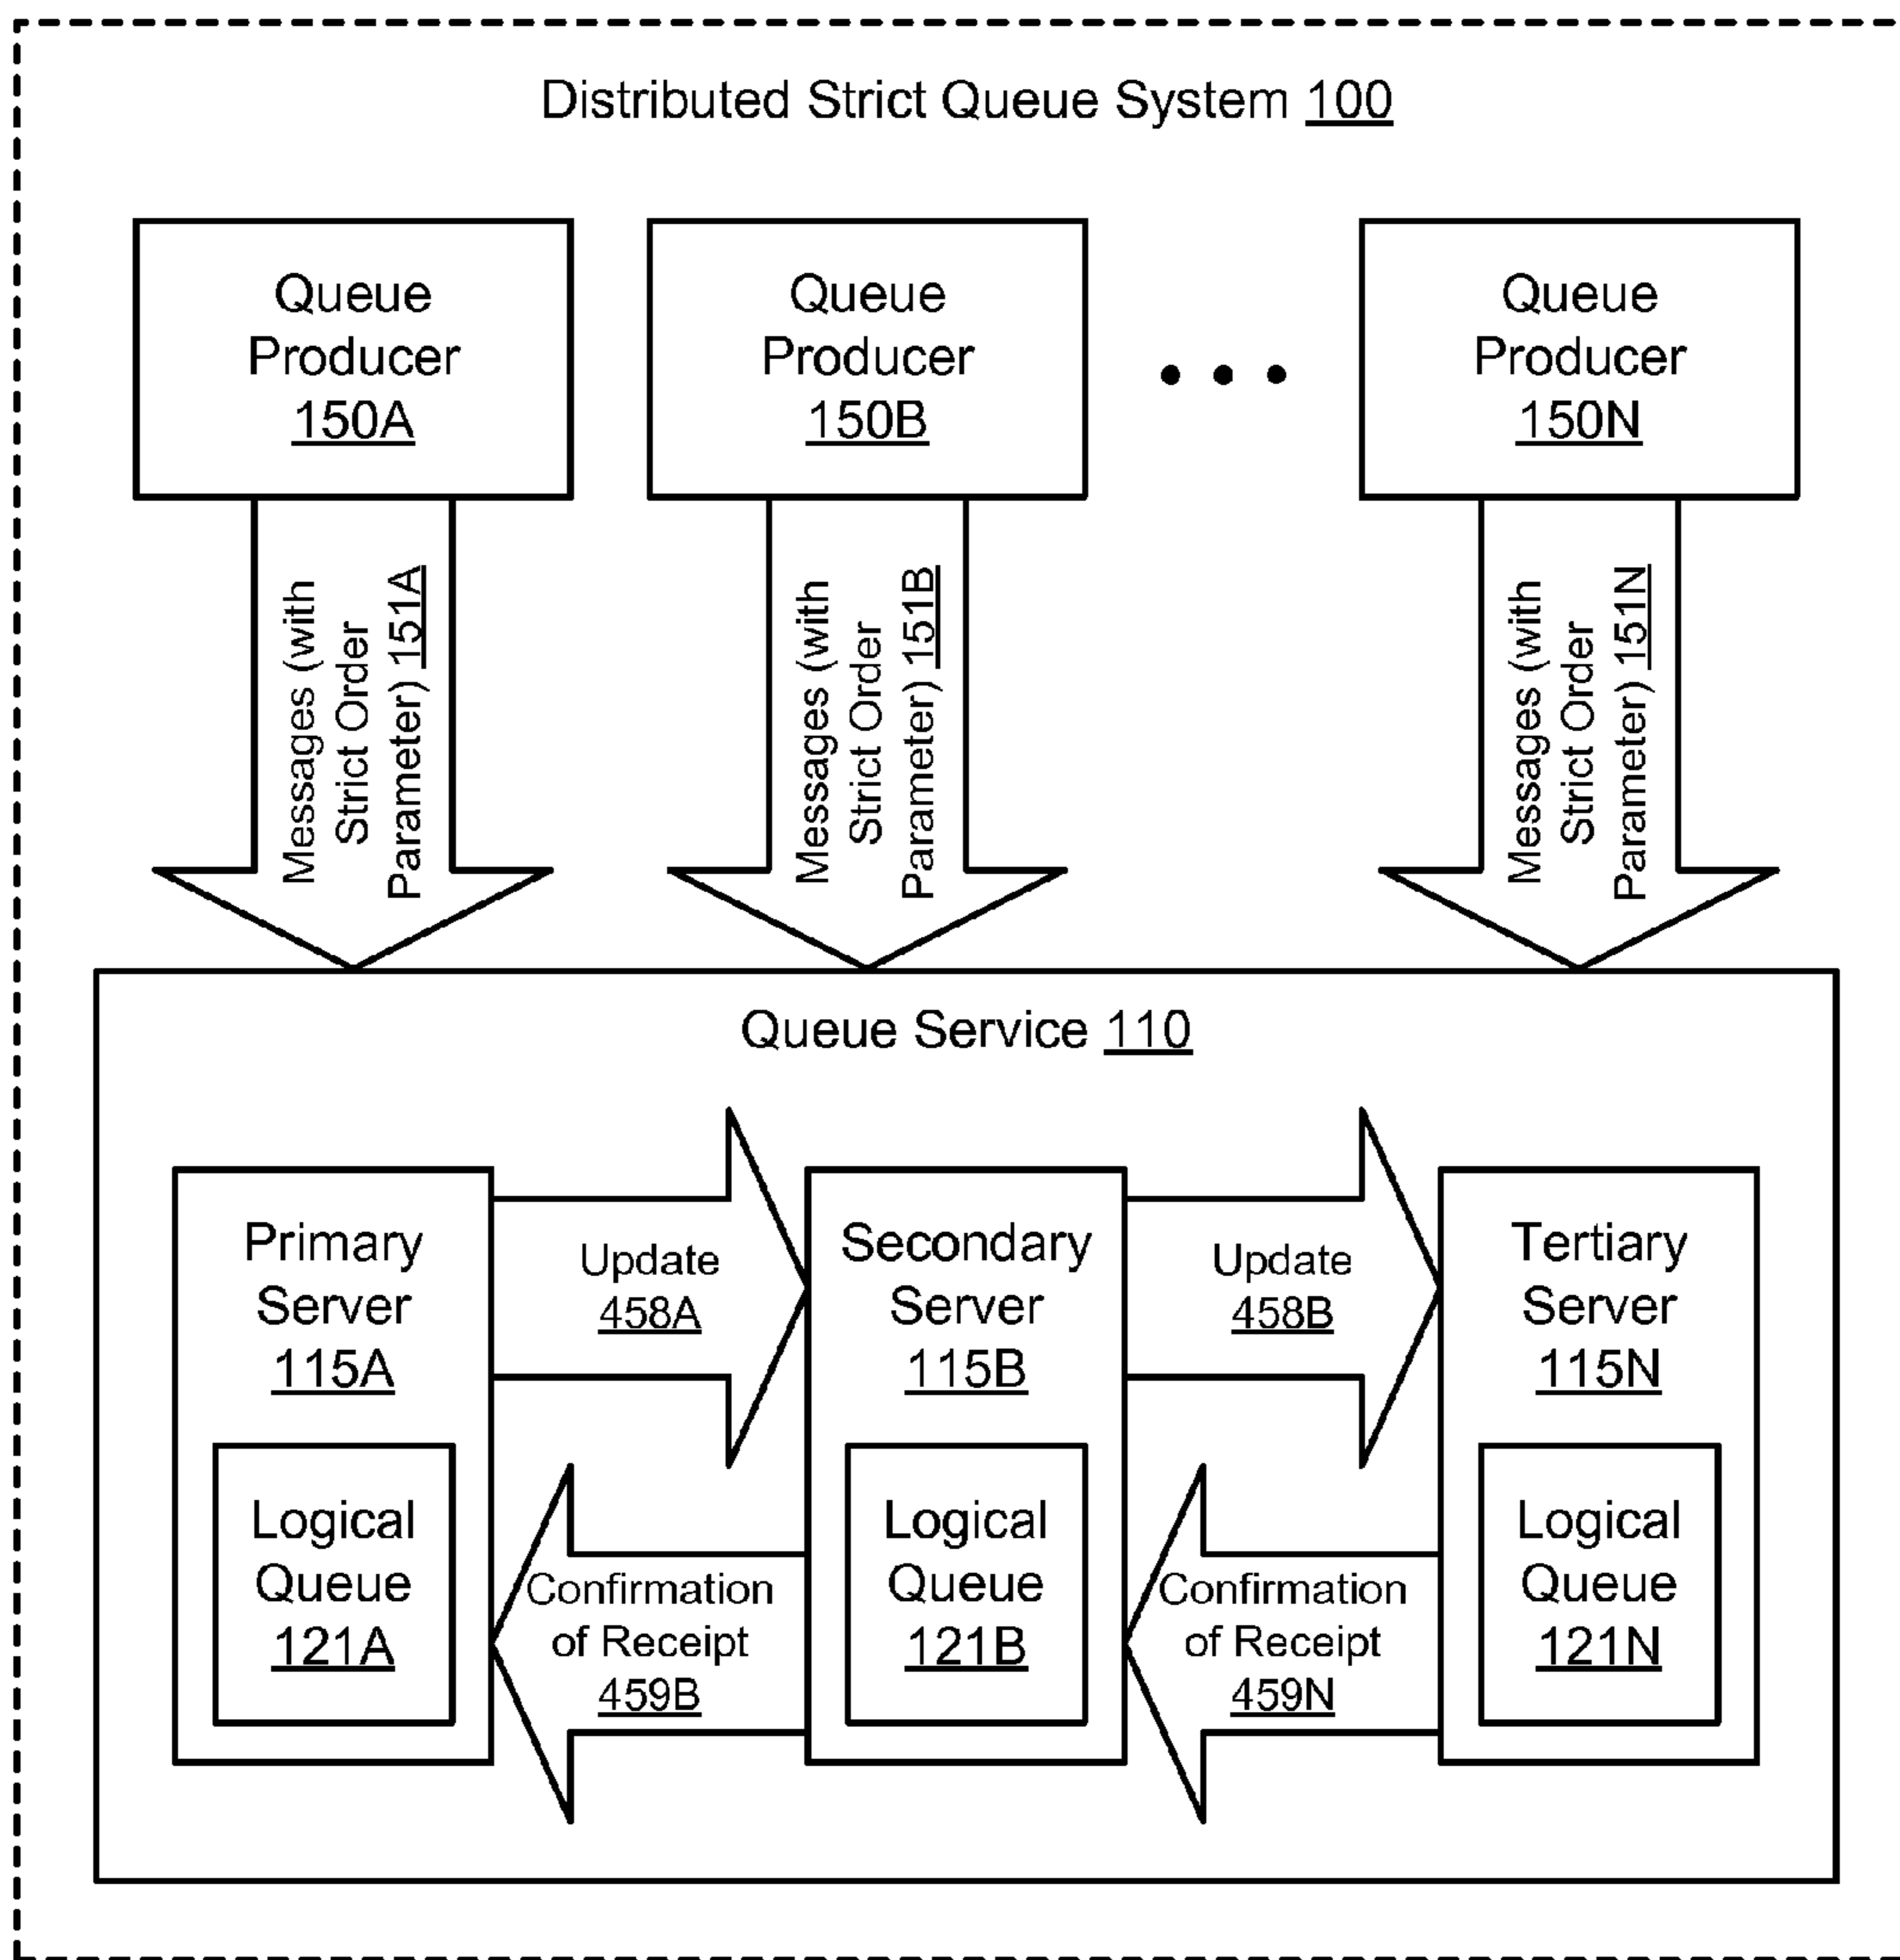 Distributed Strict Queue System 100
Queue
Producer
150A
Queue
Producer
150B
Queue
Producer
150N
Messages (with
Strict Order
Parameter) 151A
Messages (with
Strict Order
Parameter) 151B
Messages (with
Strict Order
Parameter) 151N
Queue Service 110
Primary
Server
115A
Update
458A
Secondary
Server
115B
Update
458B
Tertiary
Server
115N
Logical
Queue
121A
Confirmation
of Receipt
459B
Logical
Queue
121B
Confirmation
of Receipt
459N
Logical
Queue
121N